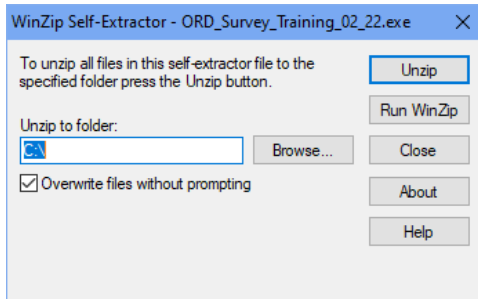 WinZip Self-Extractor - ORD_Survey_Training_02_22.exe
To unzip all files in this self-extractor file to the
specified folder press the Unzip button.
Unzip
Run WinZip
Unzip to folder:
C:\
Browse...
Close
Overwrite files without prompting
About
Help